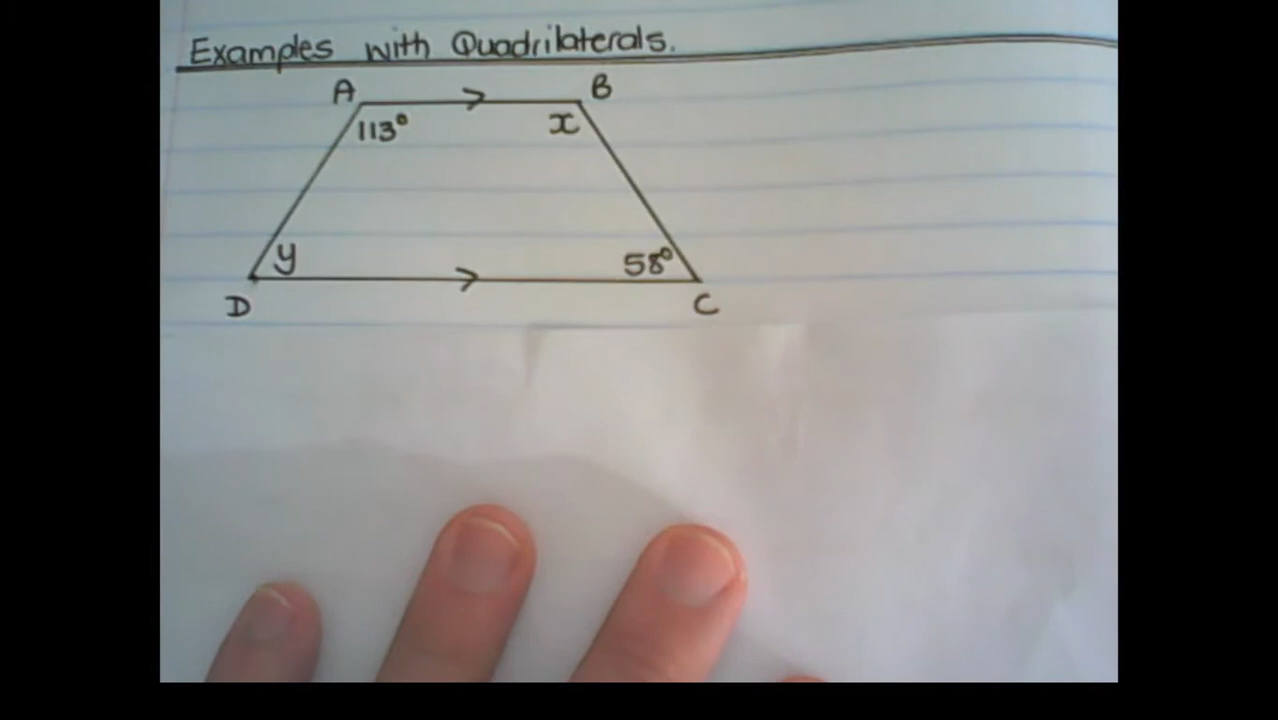 Examples with Quadrilaterals.
A B
113° x
y 58°
D C